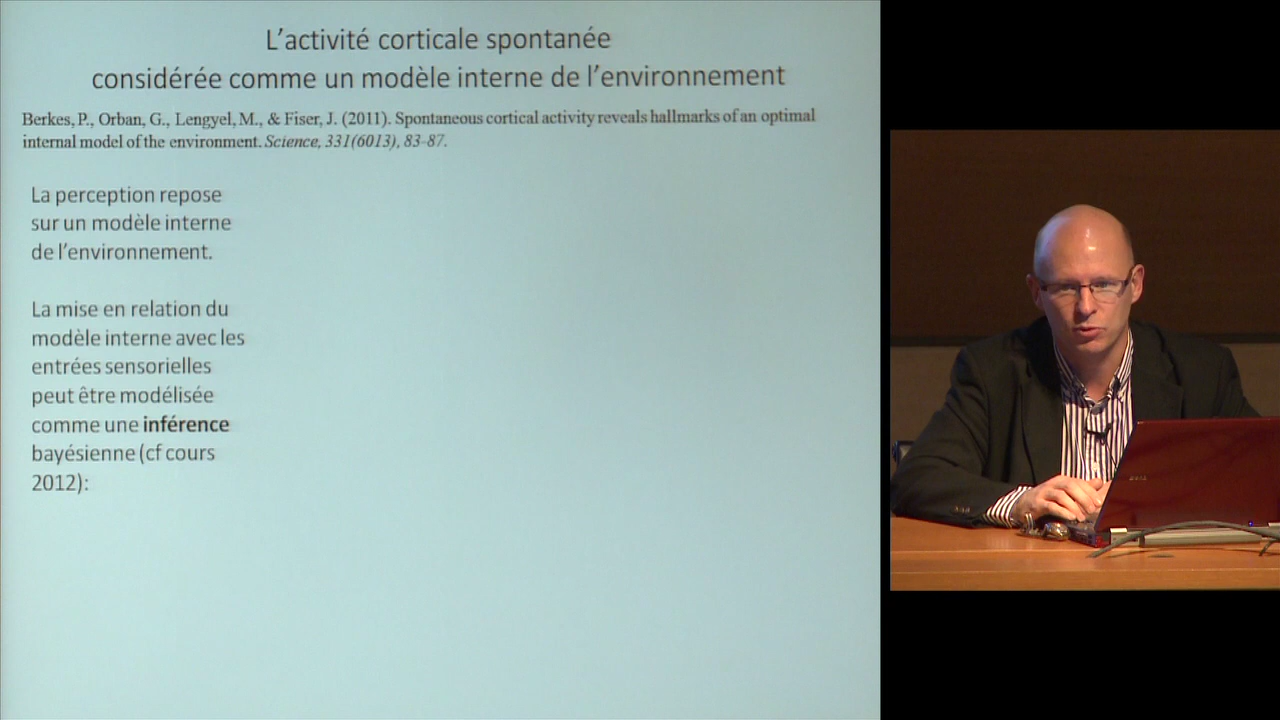 L'activité corticale spontanée
considérée comme un modèle interne de l'environnement
Berkes, P., Orban, G., Lengyel, M., & Fiser, J. (2011). Spontaneous cortical activity reveals hallmarks of an optimal
internal model of the environment. Science, 331(6013), 83-87.
La perception repose
sur un modèle interne
de l'environnement.
La mise en relation du
modèle interne avec les
entrées sensorielles
peut être modélisée
comme une inférence
bayésienne (cf cours
2012):